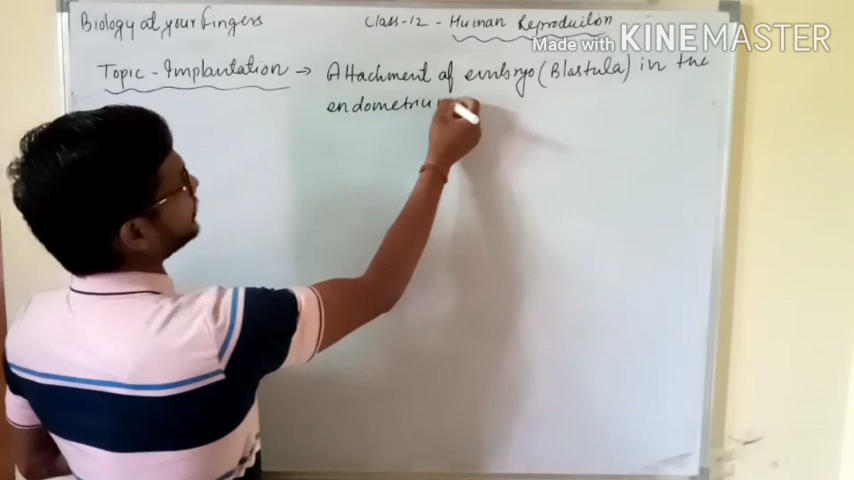 Biology at your fingers
Class-12 - Human Reproduction
Made with KINEMASTER
Topic - Implantation → Attachment of embryo (Blastula) in the
endometriu